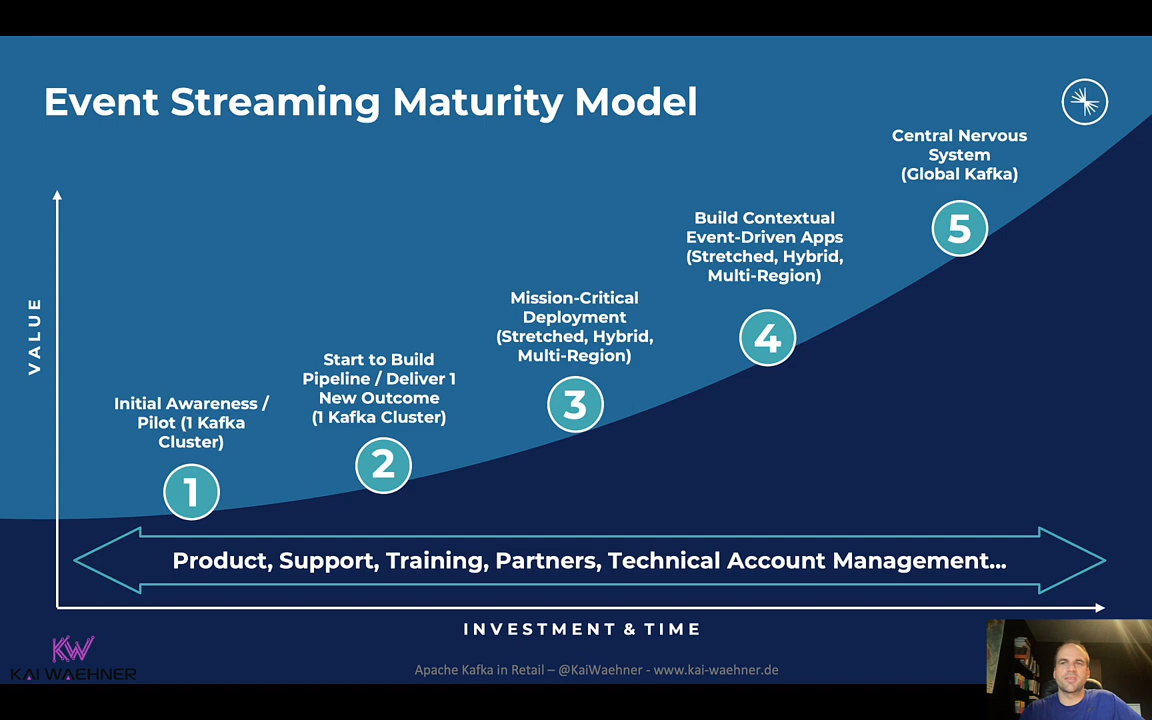 Event Streaming Maturity Model
Central Nervous
System
(Global Kafka)
Build Contextual
Event-Driven Apps
(Stretched, Hybrid,
Multi-Region)
5
Mission-Critical
Deployment
(Stretched, Hybrid,
Multi-Region)
4
Start to Build
Pipeline / Deliver 1
New Outcome
(1 Kafka Cluster)
3
Initial Awareness /
Pilot (1 Kafka
Cluster)
2
1
VALUE
Product, Support, Training, Partners, Technical Account Management...
INVESTMENT & TIME
KW
KAI WAEHNER
Apache Kafka in Retail – @KaiWaehner - www.kai-waehner.de